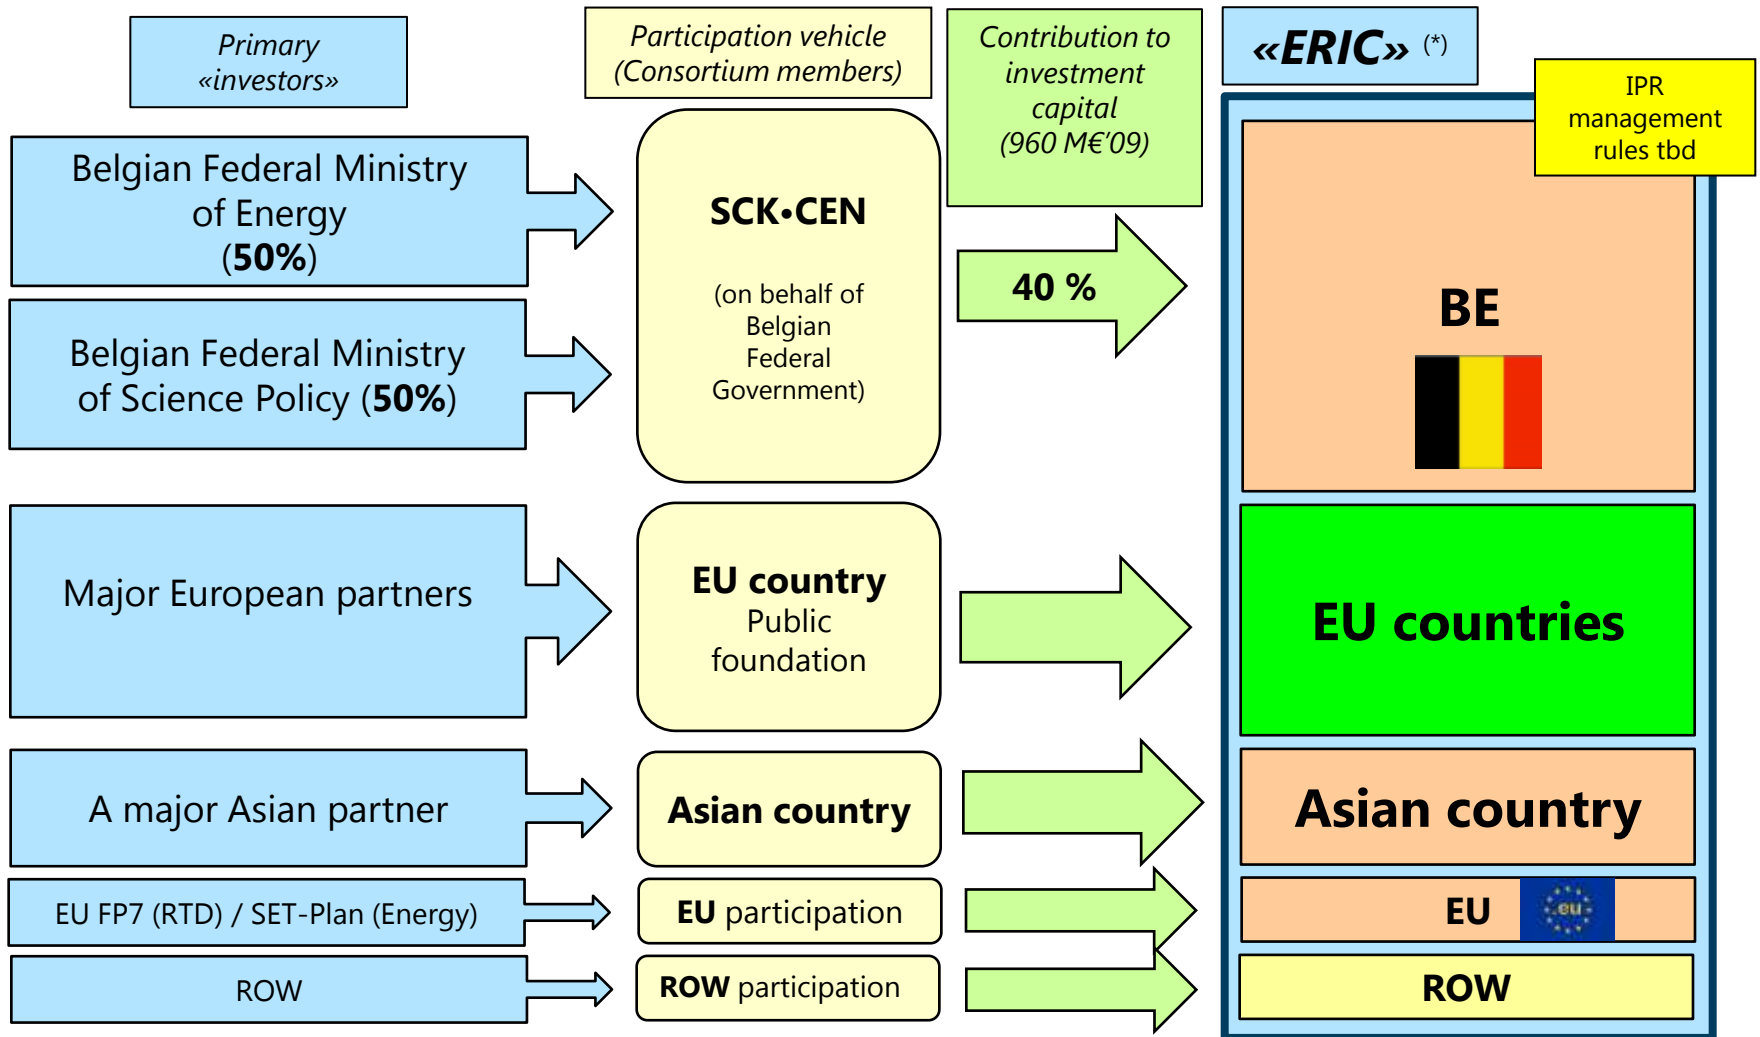 Primary
«investors»
Participation vehicle
(Consortium members)
Contribution to
investment
capital
(960 M€’09)
«ERIC» (*)
IPR
management
rules tbd
Belgian Federal Ministry
of Energy
(50%)
Belgian Federal Ministry
of Science Policy (50%)
SCK•CEN
(on behalf of
Belgian
Federal
Government)
40 %
BE
Major European partners
EU country
Public
foundation
EU countries
A major Asian partner
Asian country
Asian country
EU FP7 (RTD) / SET-Plan (Energy)
EU participation
EU
.eu
ROW
ROW participation
ROW